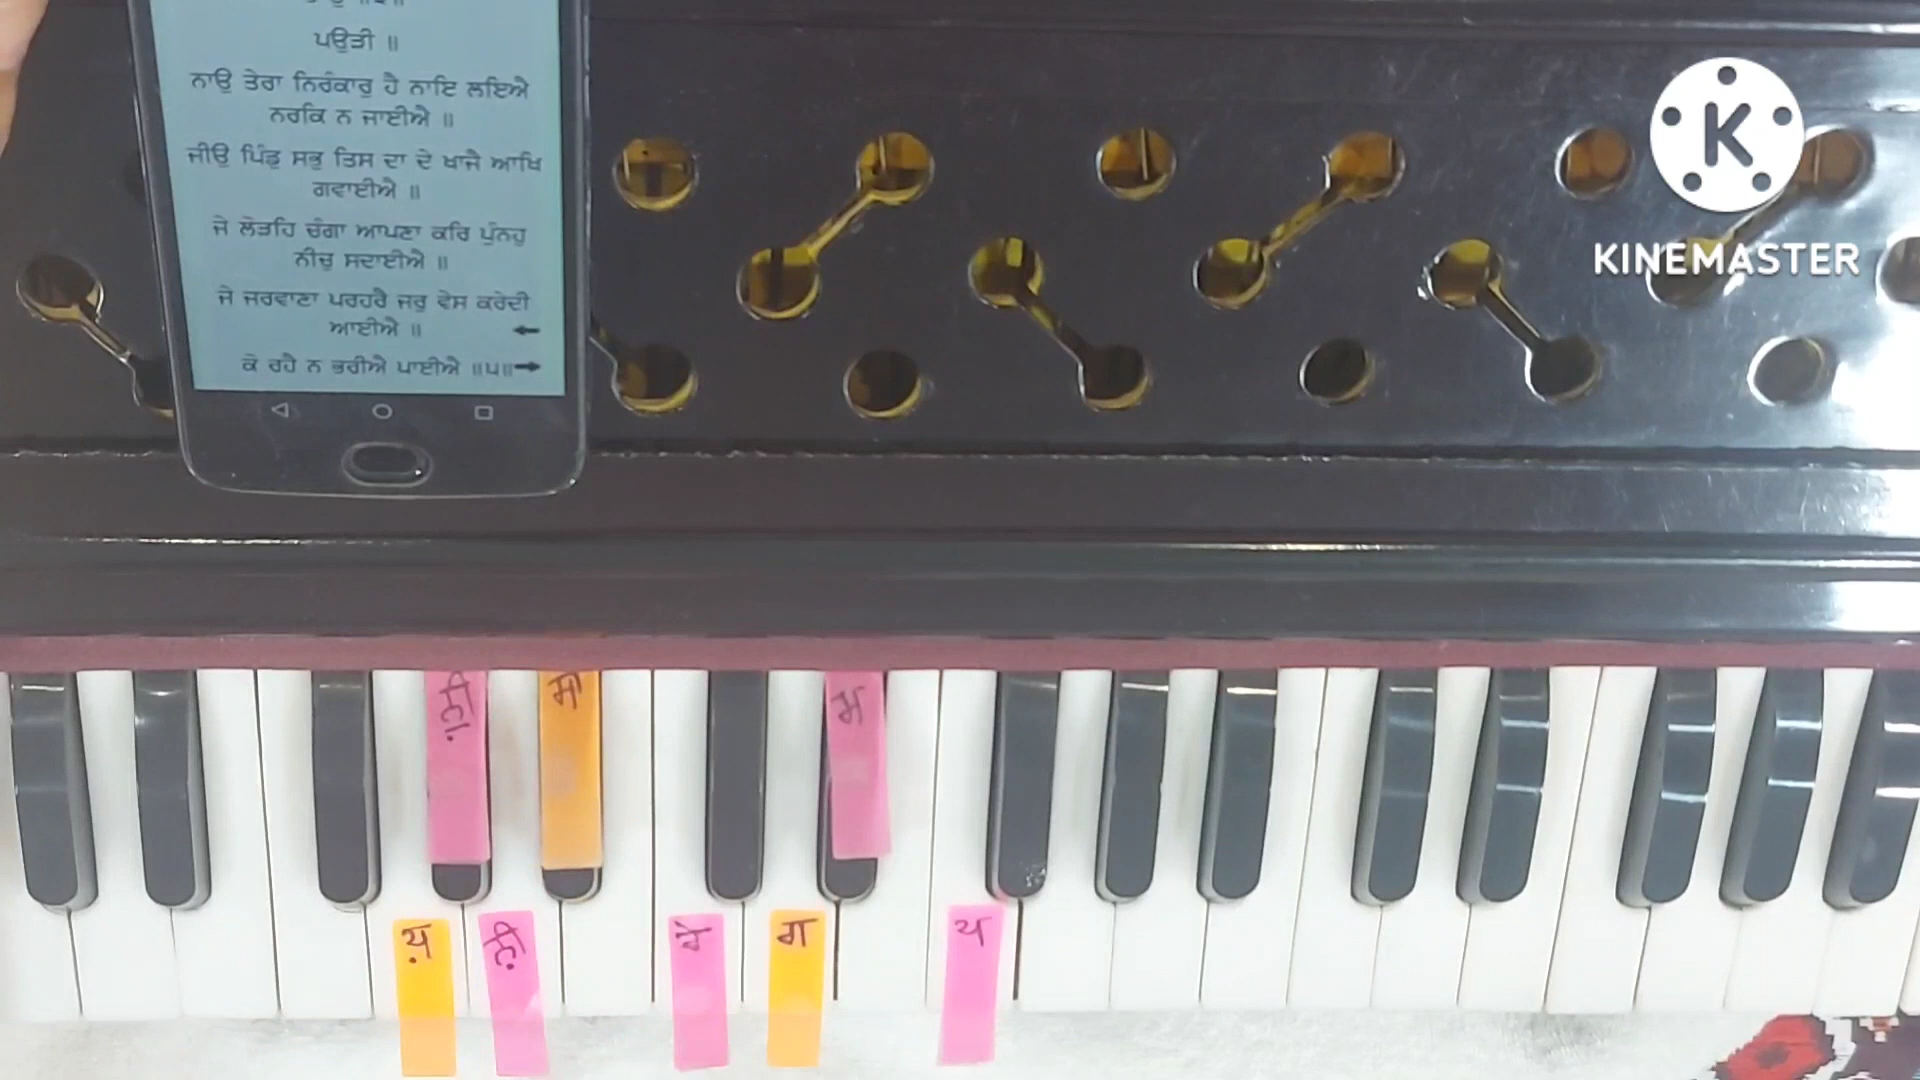 ਪਉੜੀ ॥
ਨਾਉ ਤੇਰਾ ਨਿਰੰਕਾਰੁ ਹੈ ਨਾਇ ਲਇਐ
ਨਰਕਿ ਨ ਜਾਈਐ ॥
ਜੀਉ ਪਿੰਡੁ ਸਭੁ ਤਿਸ ਦਾ ਦੇ ਖਾਜੈ ਆਖਿ
ਗਵਾਈਐ ॥
ਜੇ ਲੋੜਹਿ ਚੰਗਾ ਆਪਣਾ ਕਰਿ ਪੁੰਨਹੁ
ਨੀਚੁ ਸਦਾਈਐ ॥
ਜੇ ਜਰਵਾਣਾ ਪਰਹਰੈ ਜਰੁ ਵੇਸ ਕਰੇਦੀ
ਆਈਐ ॥
ਕੋ ਰਹੈ ਨ ਭਰੀਐ ਪਾਈਐ ॥੫॥
K
KINEMASTER
ਨੀ਼
ਸਾ
ਮ
ਧ਼
ਨੀ਼
ਰੇ
ਗ
ਪ